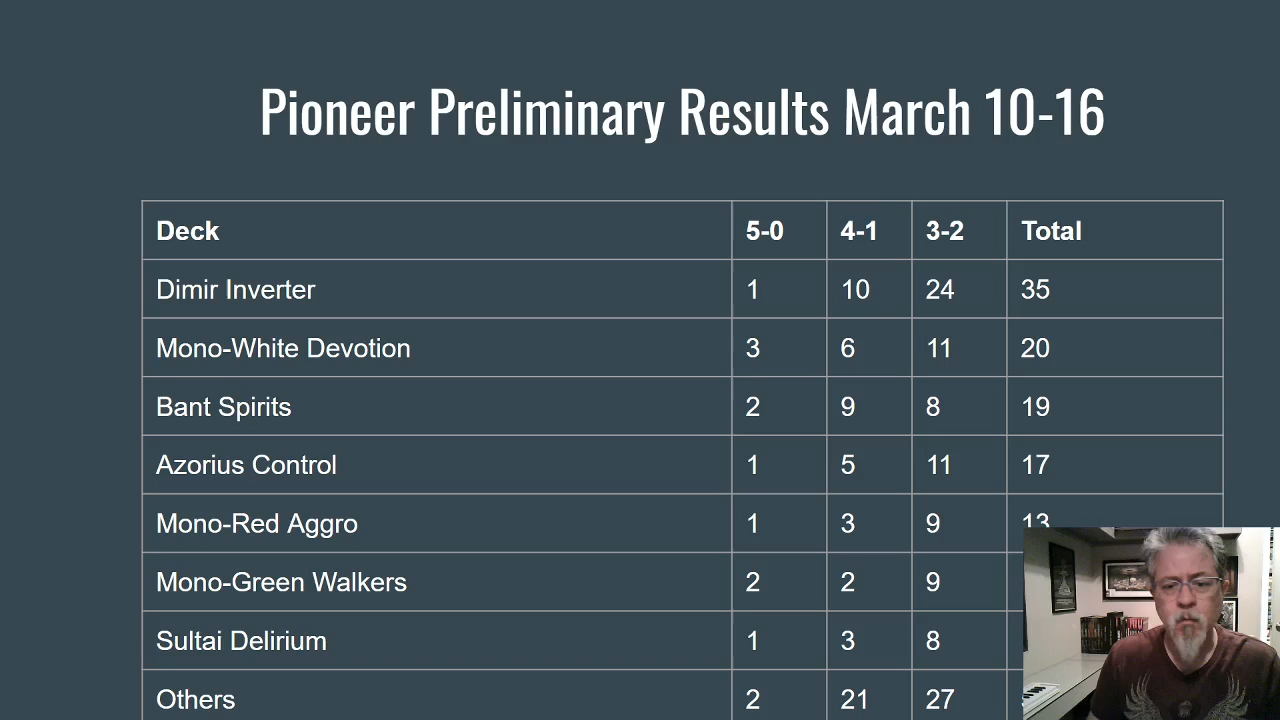 Pioneer Preliminary Results March 10-16
Deck 5-0 4-1 3-2 Total
Dimir Inverter 1 10 24 35
Mono-White Devotion 3 6 11 20
Bant Spirits 2 9 8 19
Azorius Control 1 5 11 17
Mono-Red Aggro 1 3 9 13
Mono-Green Walkers 2 2 9
Sultai Delirium 1 3 8
Others 2 21 27